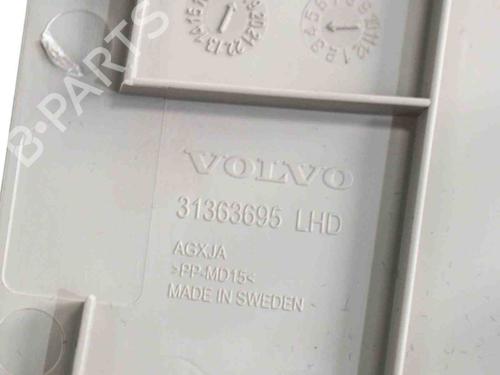 B·PARTS
VOLVO
31363695 LHD
AGXJA
>PP-MD15<
MADE IN SWEDEN